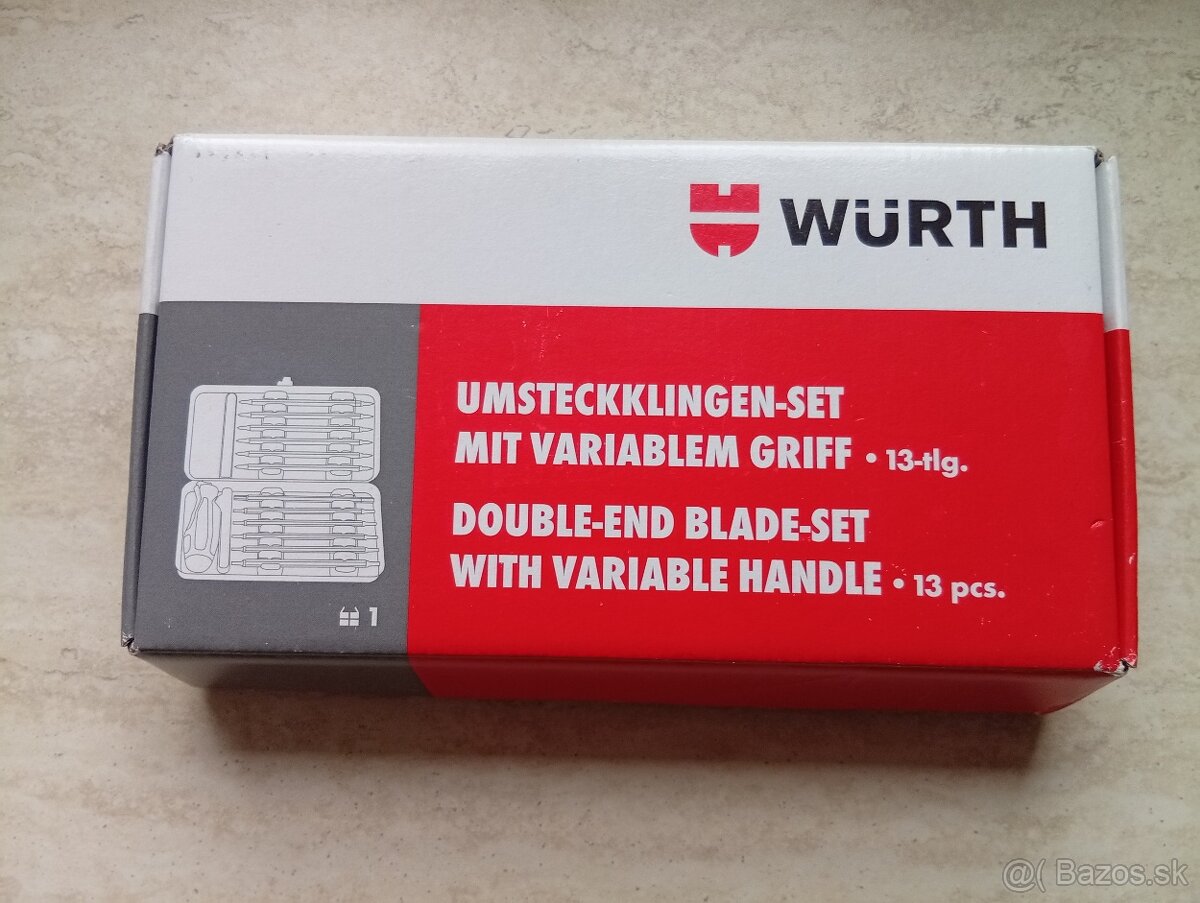 WÜRTH
UMSTECKKLINGEN-SET
MIT VARIABLEM GRIFF • 13-tlg.
DOUBLE-END BLADE-SET
WITH VARIABLE HANDLE • 13 pcs.
1
@( Bazos.sk